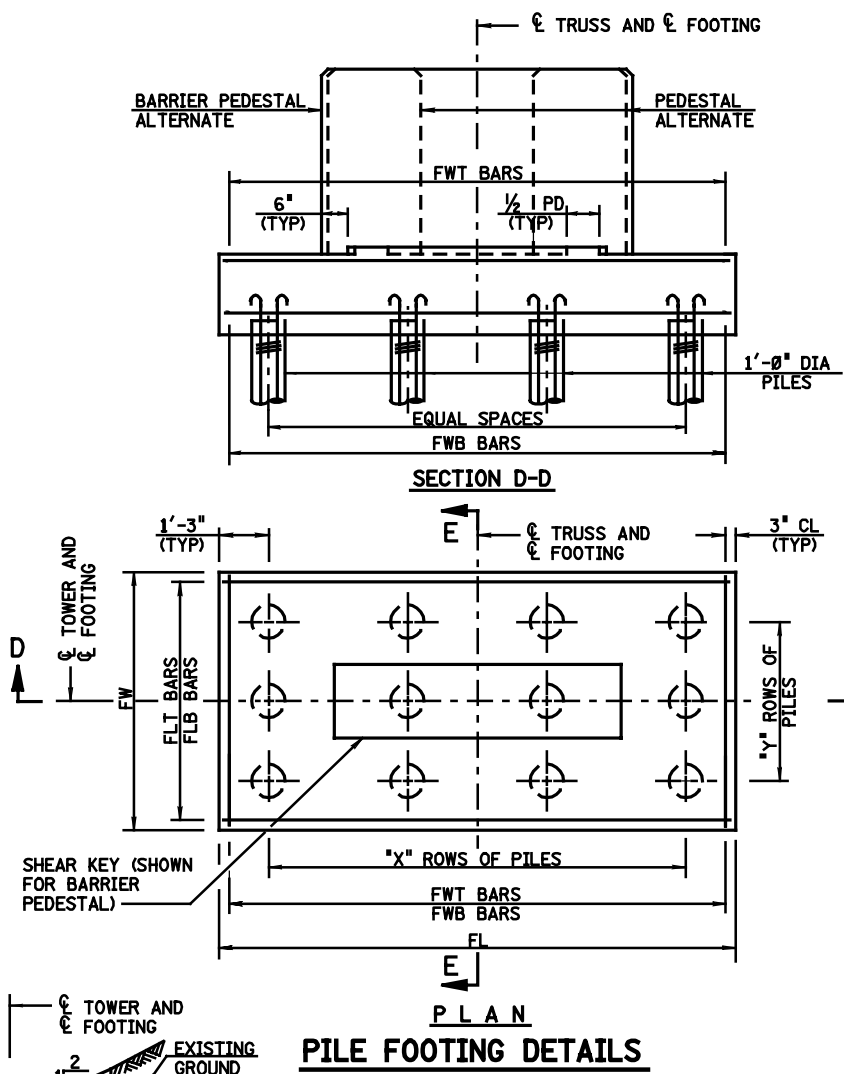 ℄ TRUSS AND ℄ FOOTING
BARRIER PEDESTAL
ALTERNATE
PEDESTAL
ALTERNATE
FWT BARS
6"
(TYP)
½ PD
(TYP)
1'-0" DIA
PILES
EQUAL SPACES
FWB BARS
SECTION D-D
1'-3"
(TYP)
E
℄ TRUSS AND
℄ FOOTING
3" CL
(TYP)
℄ TOWER AND
℄ FOOTING
D
FW
FLT BARS
FLB BARS
"Y" ROWS OF
PILES
SHEAR KEY (SHOWN
FOR BARRIER
PEDESTAL)
"X" ROWS OF PILES
FWT BARS
FWB BARS
FL
E
℄ TOWER AND
℄ FOOTING
PLAN
PILE FOOTING DETAILS
2
EXISTING
GROUND